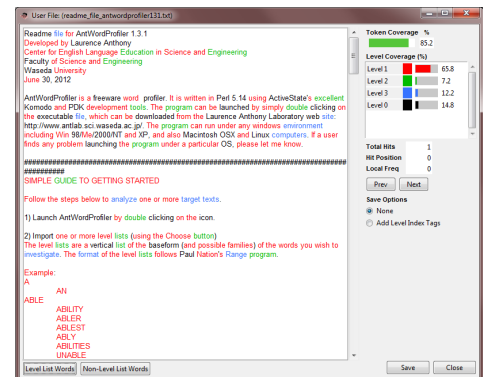 User File: (readme_file_antwordprofiler131.txt)
Readme file for AntWordProfiler 1.3.1
Developed by Laurence Anthony
Center for English Language Education in Science and Engineering
Faculty of Science and Engineering
Waseda University
June 30, 2012
AntWordProfiler is a freeware word profiler. It is written in Perl 5.14 using ActiveState's excellent
Komodo and PDK development tools. The program can be launched by simply double clicking on
the executable file, which can be downloaded from the Laurence Anthony Laboratory web site:
http://www.antlab.sci.waseda.ac.jp/. The program can run under any windows environment
including Win 98/Me/2000/NT and XP, and also Macintosh OSX and Linux computers. If a user
finds any problem launching the program under a particular OS, please let me know.
################################################################################
##########
SIMPLE GUIDE TO GETTING STARTED
Follow the steps below to analyze one or more target texts.
1) Launch AntWordProfiler by double clicking on the icon.
2) Import one or more level lists (using the Choose button)
The level lists are a vertical list of the baseform (and possible families) of the words you wish to
investigate. The format of the level lists follows Paul Nation's Range program.
Example:
A
AN
ABLE
ABILITY
ABLER
ABLEST
ABLY
ABILITIES
UNABLE
Level List Words Non-Level List Words
Token Coverage %
85.2
Level Coverage (%)
Level 1 65.8
Level 2 7.2
Level 3 12.2
Level 0 14.8
Total Hits 1
Hit Position 0
Local Freq 0
Prev Next
Save Options
None
Add Level Index Tags
Save Close